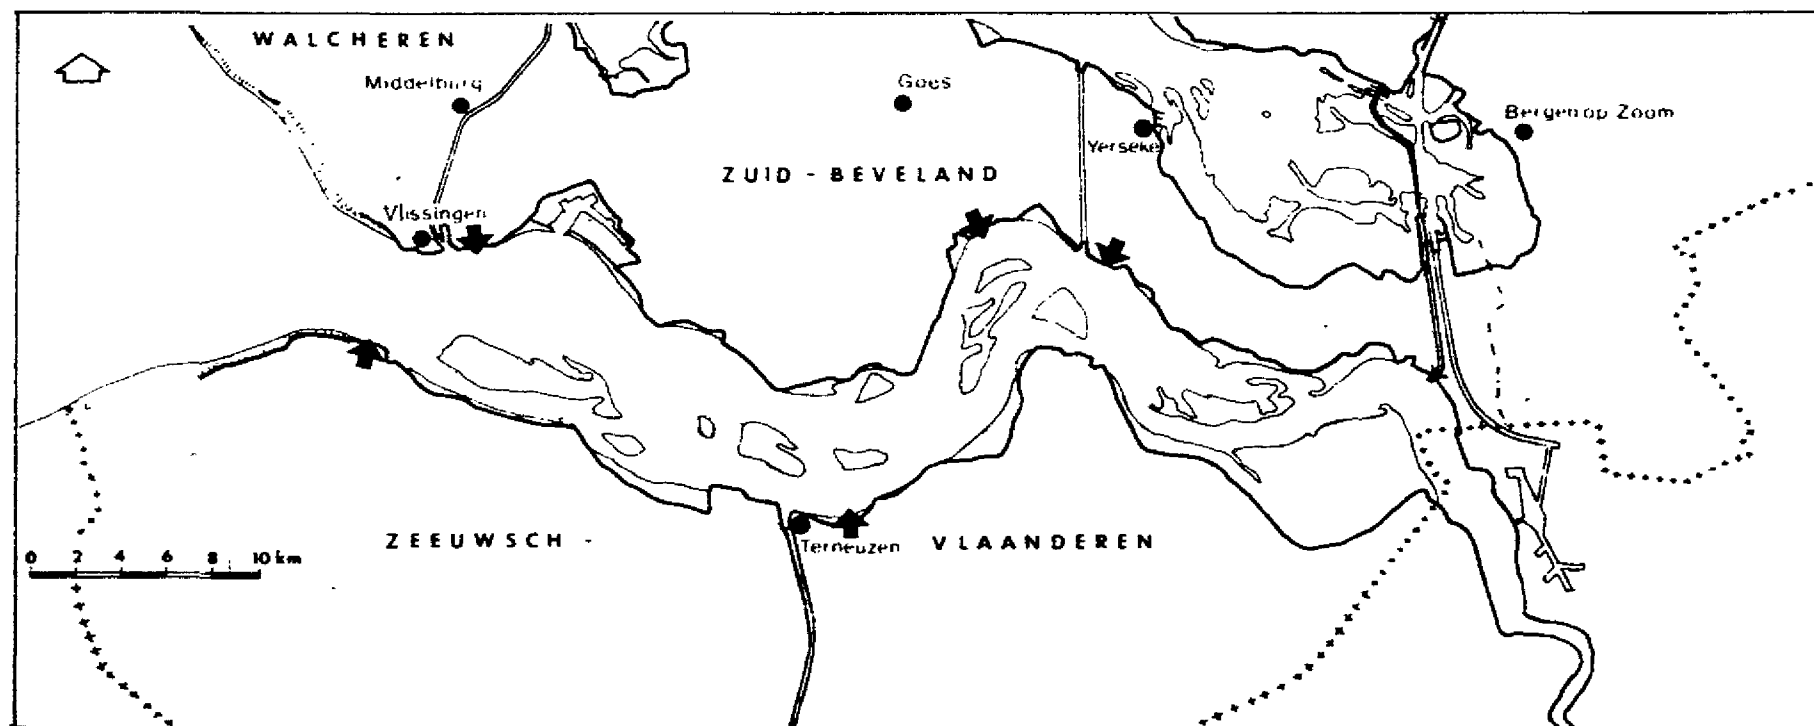 WALCHEREN
Middelburg
Goes
Bergen op Zoom
Yerseke
ZUID - BEVELAND
Vlissingen
ZEEUWSCH - VLAANDEREN
Terneuzen
0 2 4 6 8 10 km